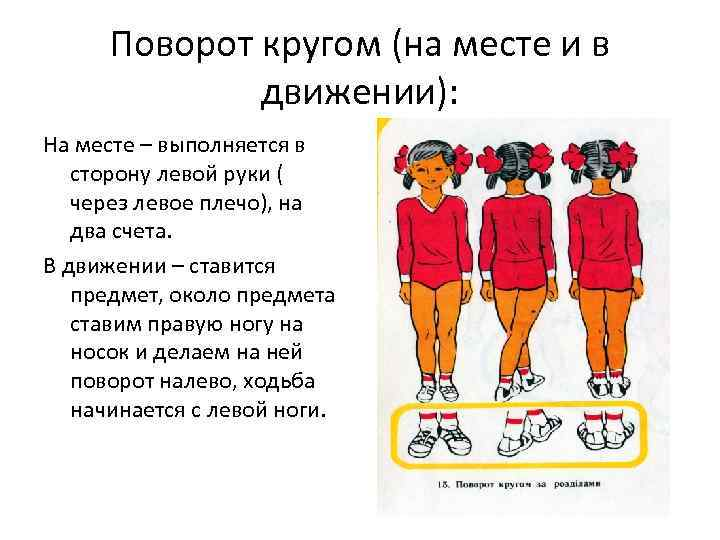 Поворот кругом (на месте и в
движении):
На месте – выполняется в
сторону левой руки (
через левое плечо), на
два счета.
В движении – ставится
предмет, около предмета
ставим правую ногу на
носок и делаем на ней
поворот налево, ходьба
начинается с левой ноги.
15. Поворот кругом за розділами